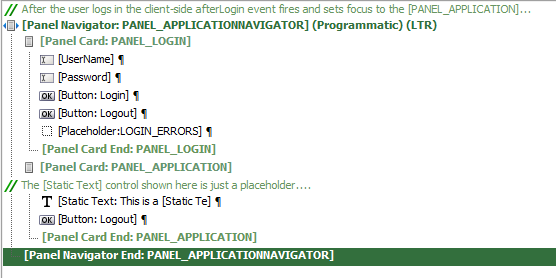 // After the user logs in the client-side afterLogin event fires and sets focus to the [PANEL_APPLICATION]...
[Panel Navigator: PANEL_APPLICATIONNAVIGATOR] (Programmatic) (LTR)
[Panel Card: PANEL_LOGIN]
[UserName] ¶
[Password] ¶
OK [Button: Login] ¶
OK [Button: Logout] ¶
[Placeholder:LOGIN_ERRORS] ¶
[Panel Card End: PANEL_LOGIN]
[Panel Card: PANEL_APPLICATION]
// The [Static Text] control shown here is just a placeholder....
T [Static Text: This is a [Static Te] ¶
OK [Button: Logout] ¶
[Panel Card End: PANEL_APPLICATION]
[Panel Navigator End: PANEL_APPLICATIONNAVIGATOR]